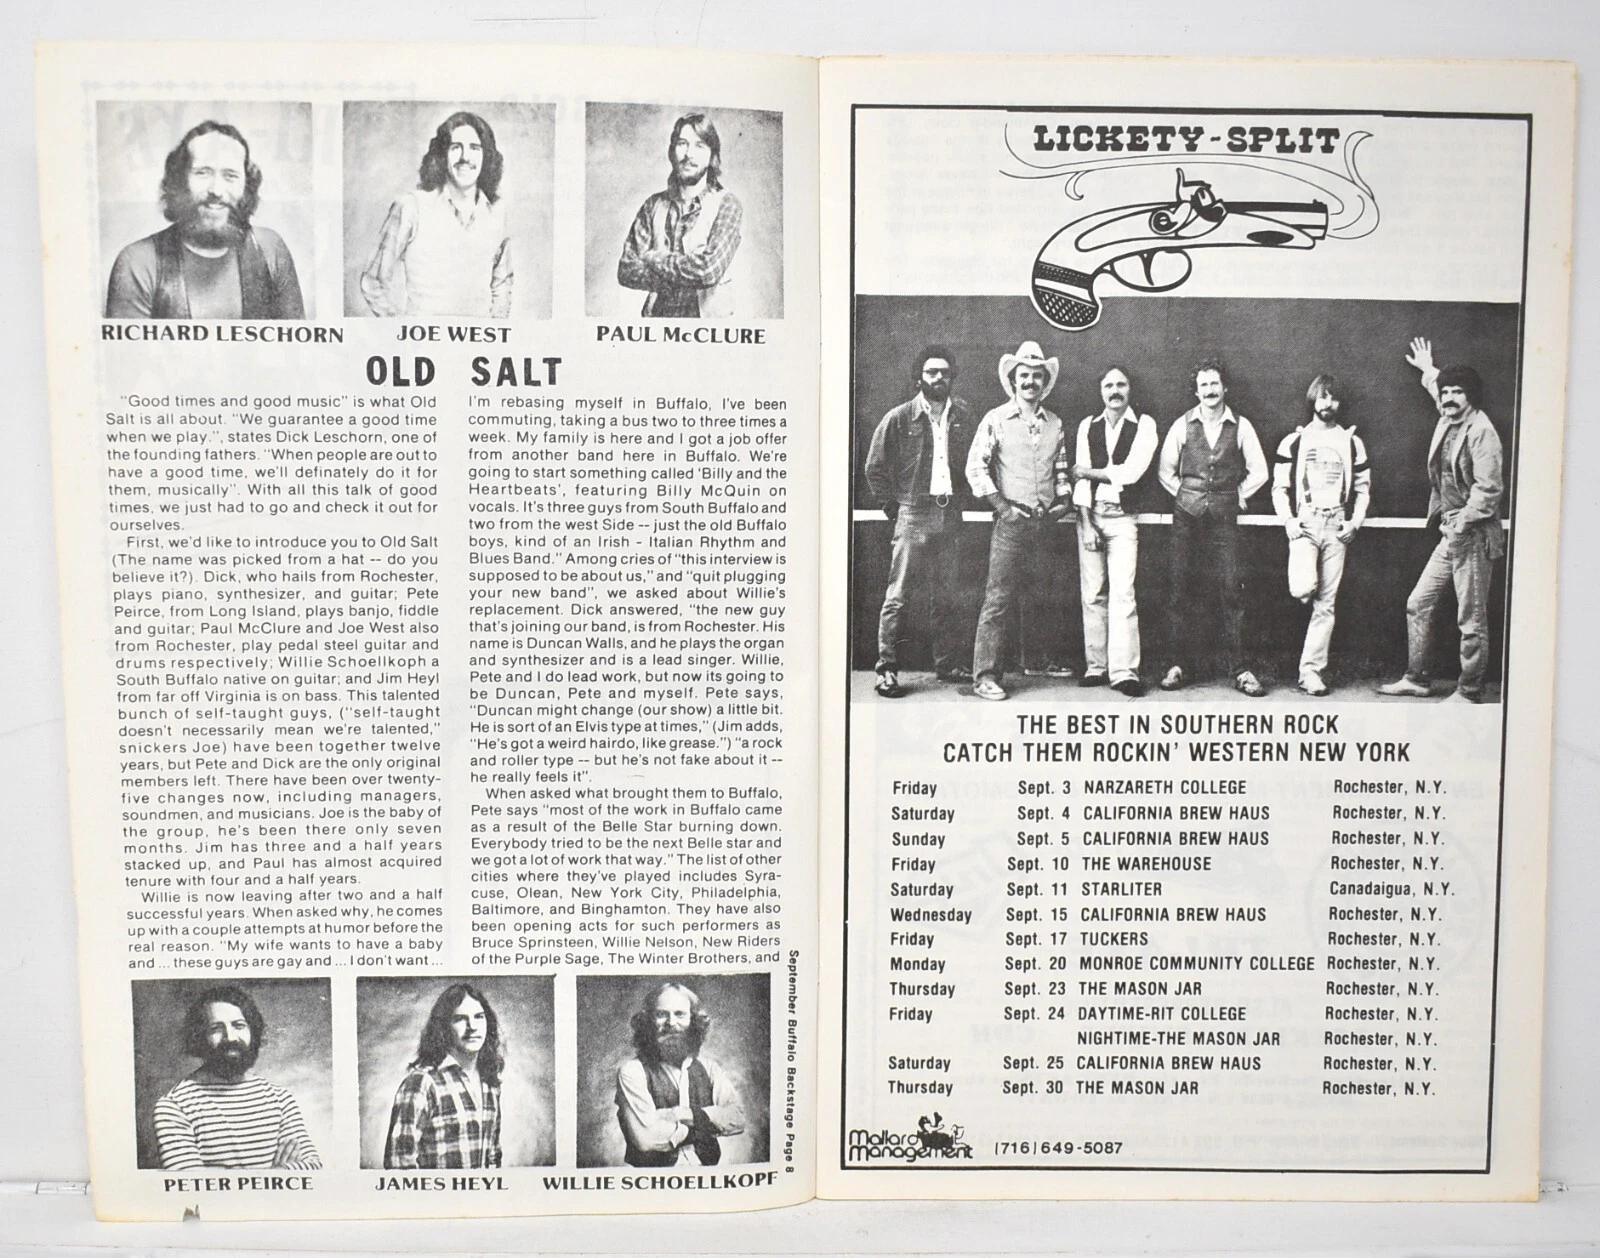 RICHARD LESCHORN
JOE WEST
PAUL McCLURE
OLD SALT
"Good times and good music" is what Old
Salt is all about. "We guarantee a good time
when we play.", states Dick Leschorn, one of
the founding fathers. "When people are out to
have a good time, we'll definately do it for
them, musically". With all this talk of good
times, we just had to go and check it out for
ourselves.
First, we'd like to introduce you to Old Salt
(The name was picked from a hat -- do you
believe it?). Dick, who hails from Rochester,
plays piano, synthesizer, and guitar; Pete
Peirce, from Long Island, plays banjo, fiddle
and guitar; Paul McClure and Joe West also
from Rochester, play pedal steel guitar and
drums respectively; Willie Schoellkoph a
South Buffalo native on guitar; and Jim Heyl
from far off Virginia is on bass. This talented
bunch of self-taught guys, ("self-taught
doesn't necessarily mean we're talented,"
snickers Joe) have been together twelve
years, but Pete and Dick are the only original
members left. There have been over twenty-
five changes now, including managers,
soundmen, and musicians. Joe is the baby of
the group, he's been there only seven
months. Jim has three and a half years
stacked up, and Paul has almost acquired
tenure with four and a half years.
Willie is now leaving after two and a half
successful years. When asked why, he comes
up with a couple attempts at humor before the
real reason. "My wife wants to have a baby
and ... these guys are gay and ... I don't want ...
I'm rebasing myself in Buffalo, I've been
commuting, taking a bus two to three times a
week. My family is here and I got a job offer
from another band here in Buffalo. We're
going to start something called 'Billy and the
Heartbeats', featuring Billy McQuin on
vocals. It's three guys from South Buffalo and
two from the west Side -- just the old Buffalo
boys, kind of an Irish - Italian Rhythm and
Blues Band." Among cries of "this interview is
supposed to be about us," and "quit plugging
your new band", we asked about Willie's
replacement. Dick answered, "the new guy
that's joining our band, is from Rochester. His
name is Duncan Walls, and he plays the organ
and synthesizer and is a lead singer. Willie,
Pete and I do lead work, but now its going to
be Duncan, Pete and myself. Pete says,
"Duncan might change (our show) a little bit.
He is sort of an Elvis type at times," (Jim adds,
"He's got a weird hairdo, like grease.") "a rock
and roller type -- but he's not fake about it --
he really feels it".
When asked what brought them to Buffalo,
Pete says "most of the work in Buffalo came
as a result of the Belle Star burning down.
Everybody tried to be the next Belle star and
we got a lot of work that way." The list of other
cities where they've played includes Syra-
cuse, Olean, New York City, Philadelphia,
Baltimore, and Binghamton. They have also
been opening acts for such performers as
Bruce Sprinsteen, Willie Nelson, New Riders
of the Purple Sage, The Winter Brothers, and
September Buffalo Backstage Page 8
PETER PEIRCE
JAMES HEYL
WILLIE SCHOELLKOPF
LICKETY-SPLIT
THE BEST IN SOUTHERN ROCK
CATCH THEM ROCKIN' WESTERN NEW YORK
Friday Sept. 3 NARZARETH COLLEGE Rochester, N.Y.
Saturday Sept. 4 CALIFORNIA BREW HAUS Rochester, N.Y.
Sunday Sept. 5 CALIFORNIA BREW HAUS Rochester, N.Y.
Friday Sept. 10 THE WAREHOUSE Rochester, N.Y.
Saturday Sept. 11 STARLITER Canadaigua, N.Y.
Wednesday Sept. 15 CALIFORNIA BREW HAUS Rochester, N.Y.
Friday Sept. 17 TUCKERS Rochester, N.Y.
Monday Sept. 20 MONROE COMMUNITY COLLEGE Rochester, N.Y.
Thursday Sept. 23 THE MASON JAR Rochester, N.Y.
Friday Sept. 24 DAYTIME-RIT COLLEGE Rochester, N.Y.
NIGHTIME-THE MASON JAR Rochester, N.Y.
Saturday Sept. 25 CALIFORNIA BREW HAUS Rochester, N.Y.
Thursday Sept. 30 THE MASON JAR Rochester, N.Y.
Mallard
Management
(716) 649-5087